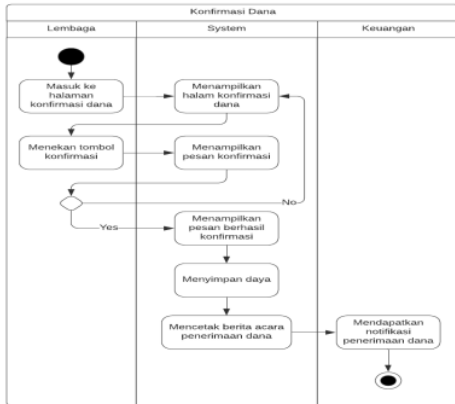 Konfirmasi Dana
Lembaga
System
Keuangan
Masuk ke
halaman
konfirmasi dana
Menampilkan
halam konfirmasi
dana
Menekan tombol
konfirmasi
Menampilkan
pesan konfirmasi
No
Yes
Menampilkan
pesan berhasil
konfirmasi
Menyimpan daya
Mencetak berita acara
penerimaan dana
Mendapatkan
notifikasi
penerimaan dana